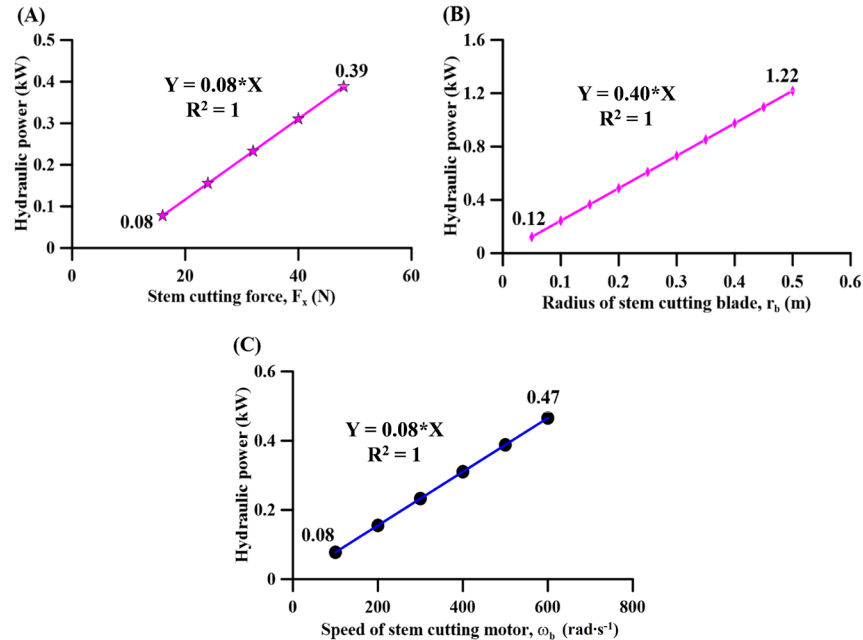 (A)
Hydraulic power (kW)
0.5
0.4
0.3
0.2
0.1
0
Y = 0.08*X
R² = 1
0.39
0.08
0
20
40
60
Stem cutting force, Fₓ (N)
(B)
Hydraulic power (kW)
1.6
1.2
0.8
0.4
0
Y = 0.40*X
R² = 1
1.22
0.12
0
0.1
0.2
0.3
0.4
0.5
0.6
Radius of stem cutting blade, r_b (m)
(C)
Hydraulic power (kW)
0.6
0.4
0.2
0
Y = 0.08*X
R² = 1
0.47
0.08
0
200
400
600
800
Speed of stem cutting motor, ω_b (rad·s⁻¹)